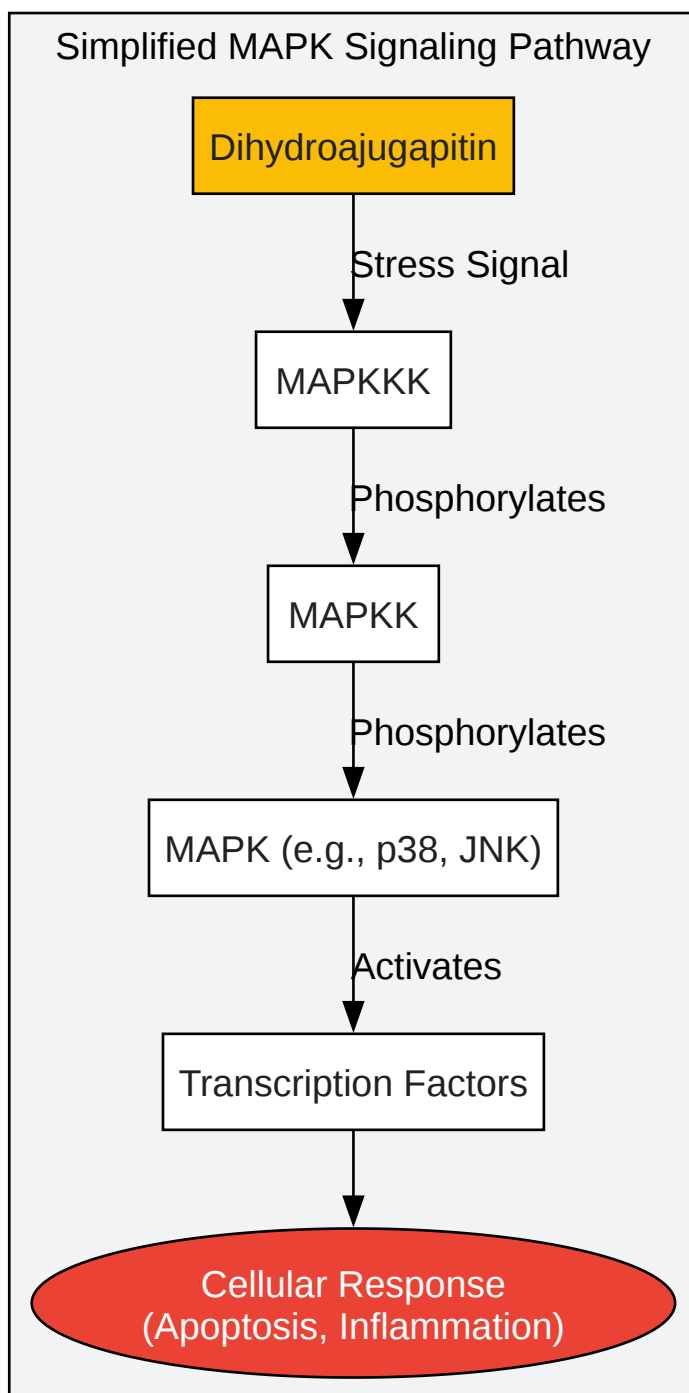 Simplified MAPK Signaling Pathway
Dihydroajugapitin
Stress Signal
MAPKKK
Phosphorylates
MAPKK
Phosphorylates
MAPK (e.g., p38, JNK)
Activates
Transcription Factors
Cellular Response
(Apoptosis, Inflammation)